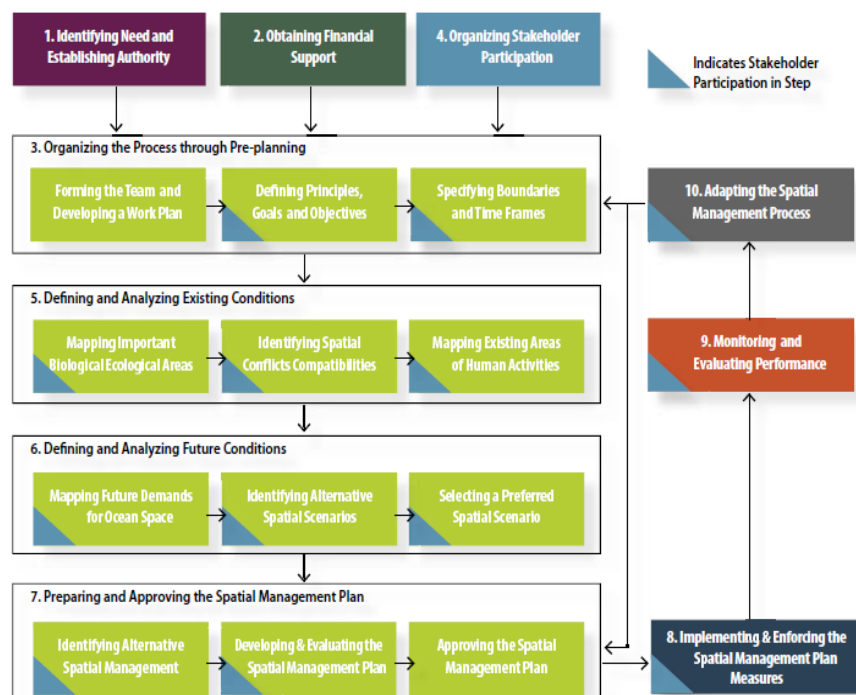 1. Identifying Need and
Establishing Authority
2. Obtaining Financial
Support
4. Organizing Stakeholder
Participation
Indicates Stakeholder
Participation in Step
3. Organizing the Process through Pre-planning
Forming the Team and
Developing a Work Plan
Defining Principles,
Goals and Objectives
Specifying Boundaries
and Time Frames
10. Adapting the Spatial
Management Process
5. Defining and Analyzing Existing Conditions
Mapping Important
Biological Ecological Areas
Identifying Spatial
Conflicts Compatibilities
Mapping Existing Areas
of Human Activities
9. Monitoring and
Evaluating Performance
6. Defining and Analyzing Future Conditions
Mapping Future Demands
for Ocean Space
Identifying Alternative
Spatial Scenarios
Selecting a Preferred
Spatial Scenario
7. Preparing and Approving the Spatial Management Plan
Identifying Alternative
Spatial Management
Developing & Evaluating the
Spatial Management Plan
Approving the Spatial
Management Plan
8. Implementing & Enforcing the
Spatial Management Plan
Measures